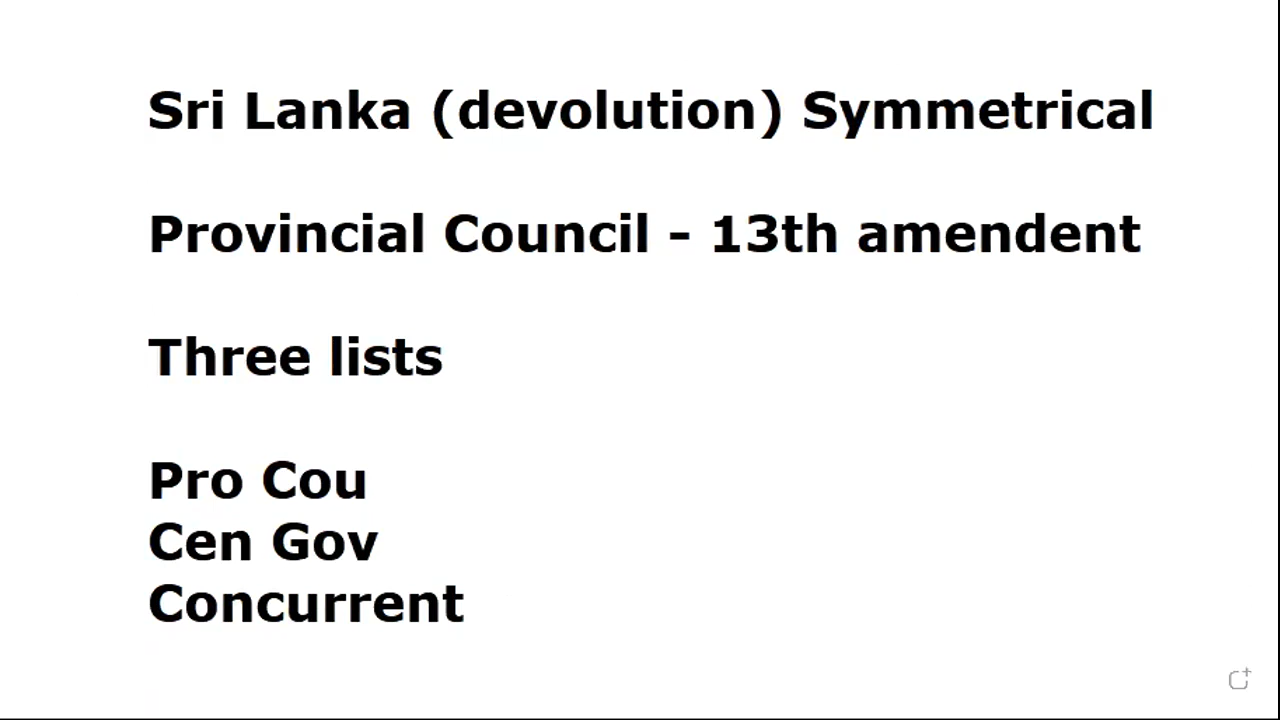 Sri Lanka (devolution) Symmetrical
Provincial Council - 13th amendent
Three lists
Pro Cou
Cen Gov
Concurrent